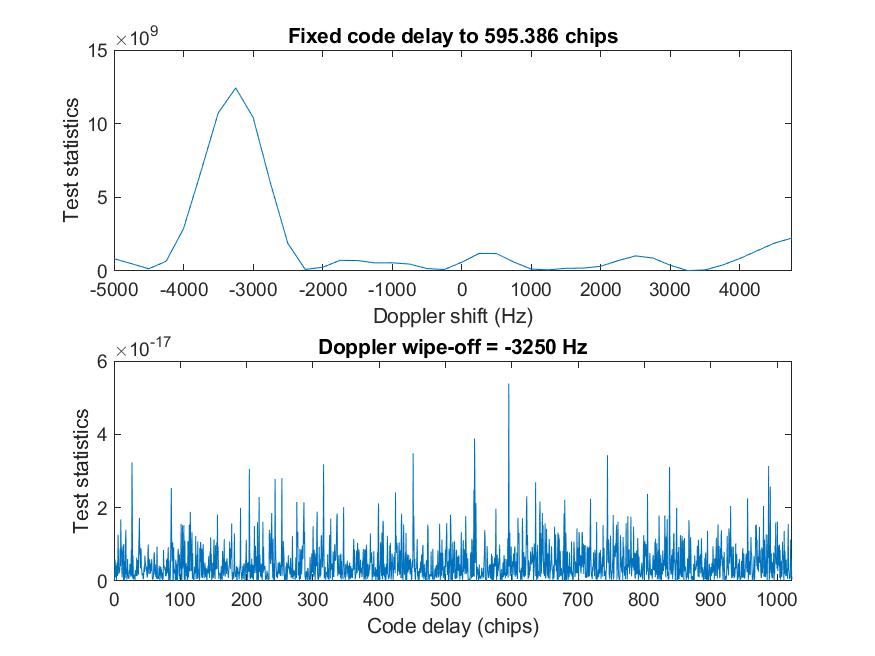 ×10^9
Fixed code delay to 595.386 chips
15
10
5
0
Test statistics
-5000 -4000 -3000 -2000 -1000 0 1000 2000 3000 4000
Doppler shift (Hz)
×10^-17
Doppler wipe-off = -3250 Hz
6
4
2
0
Test statistics
0 100 200 300 400 500 600 700 800 900 1000
Code delay (chips)